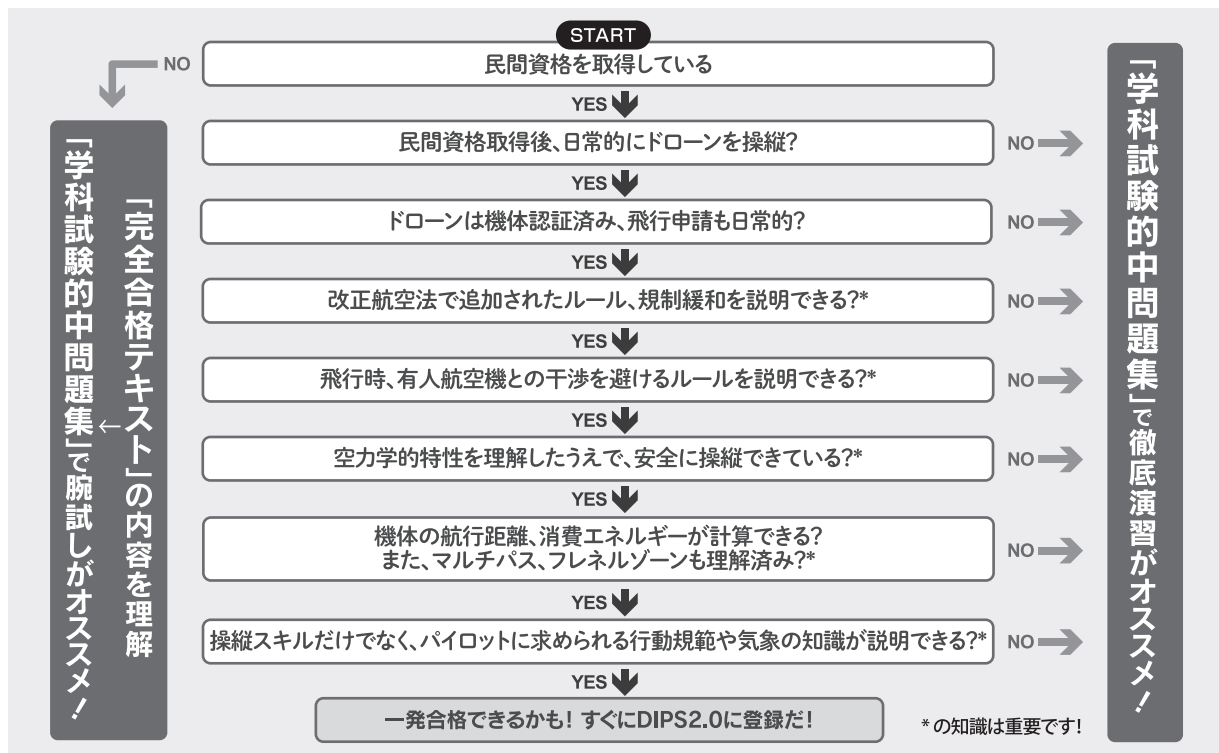 START
民間資格を取得している
NO
YES
民間資格取得後、日常的にドローンを操縦?
NO
YES
ドローンは機体認証済み、飛行申請も日常的?
NO
YES
改正航空法で追加されたルール、規制緩和を説明できる?*
NO
YES
飛行時、有人航空機との干渉を避けるルールを説明できる?*
NO
YES
空力学的特性を理解したうえで、安全に操縦できている?*
NO
YES
機体の航行距離、消費エネルギーが計算できる?
また、マルチパス、フレネルゾーンも理解済み?*
NO
YES
操縦スキルだけでなく、パイロットに求められる行動規範や気象の知識が説明できる?*
NO
YES
一発合格できるかも! すぐにDIPS2.0に登録だ!
*の知識は重要です!
「完全合格テキスト」の内容を理解
←
「学科試験的中問題集」で腕試しがオススメ!
「学科試験的中問題集」で徹底演習がオススメ!